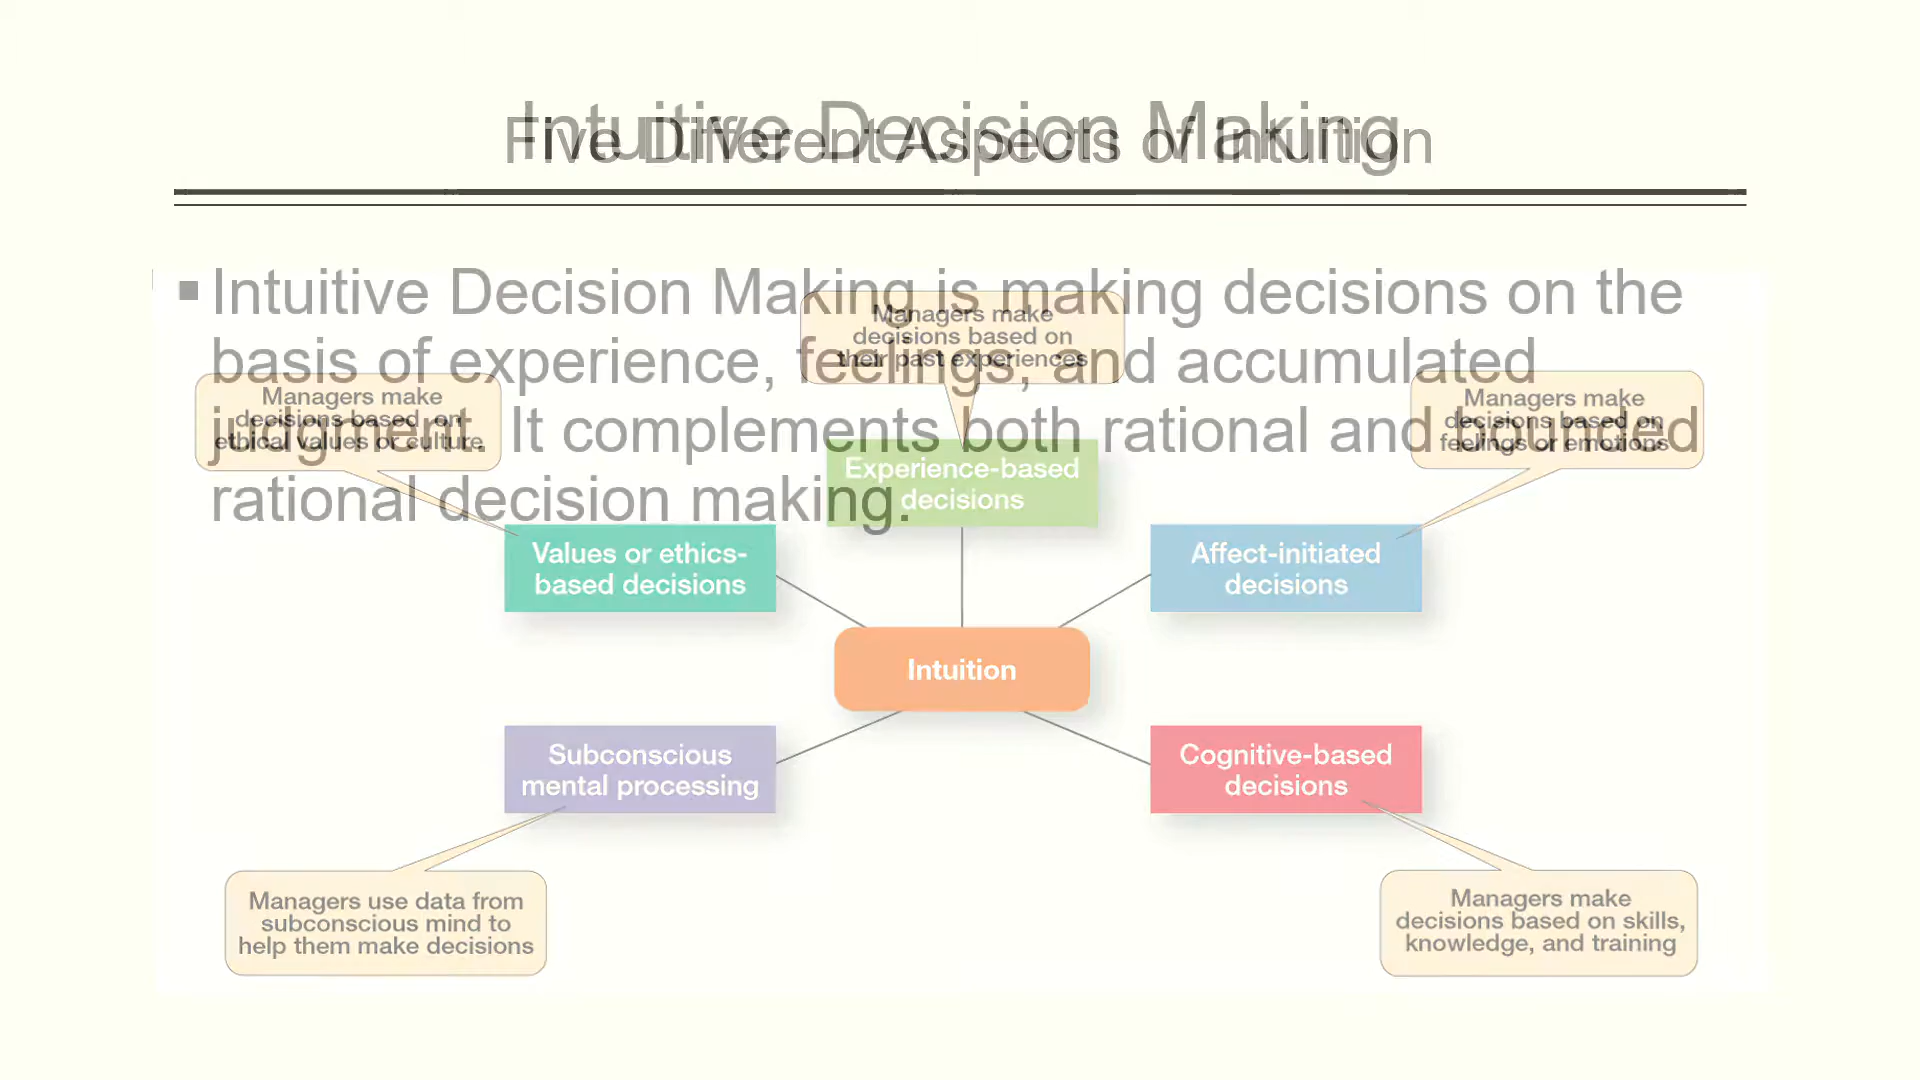 Intuitive Decision Making
Five Different Aspects of Intuition
Intuitive Decision Making is making decisions on the
basis of experience, feelings, and accumulated
judgment. It complements both rational and bounded
rational decision making.
Managers make
decisions based on
their past experiences
Managers make
decisions based on
ethical values or culture
Managers make
decisions based on
feelings or emotions
Experience-based
decisions
Values or ethics-
based decisions
Affect-initiated
decisions
Intuition
Subconscious
mental processing
Cognitive-based
decisions
Managers use data from
subconscious mind to
help them make decisions
Managers make
decisions based on skills,
knowledge, and training